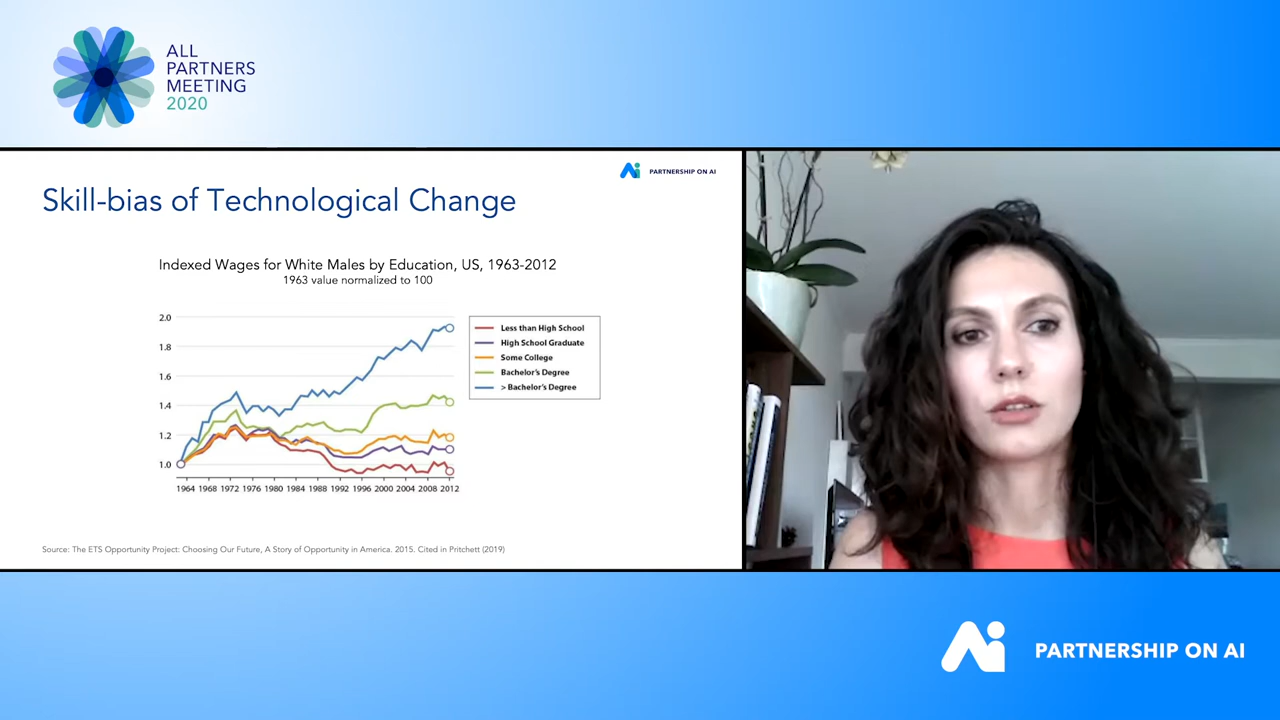 ALL
PARTNERS
MEETING
2020
PARTNERSHIP ON AI
Skill-bias of Technological Change
Indexed Wages for White Males by Education, US, 1963-2012
1963 value normalized to 100
2.0
1.8
1.6
1.4
1.2
1.0
1964 1968 1972 1976 1980 1984 1988 1992 1996 2000 2004 2008 2012
Less than High School
High School Graduate
Some College
Bachelor's Degree
> Bachelor's Degree
Source: The ETS Opportunity Project: Choosing Our Future, A Story of Opportunity in America. 2015. Cited in Pritchett (2019)
PARTNERSHIP ON AI